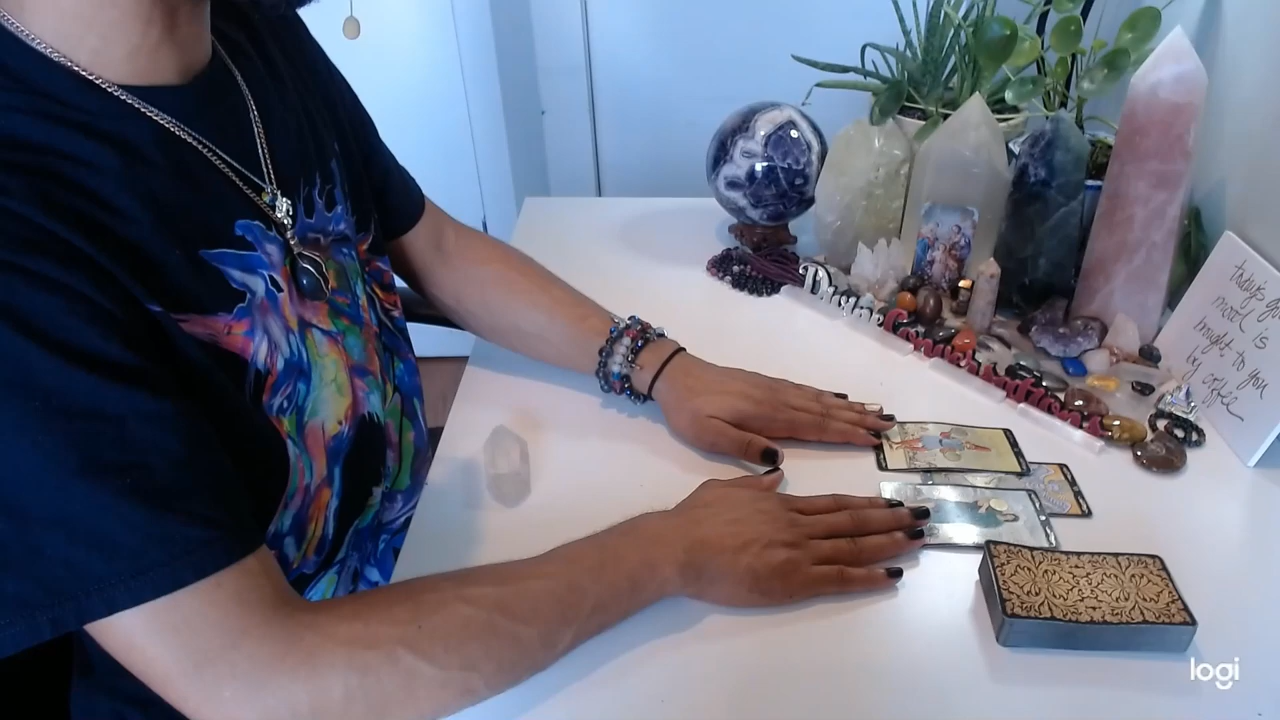 Divine Conversations
today's good
mood is
brought to you
by coffee
logi